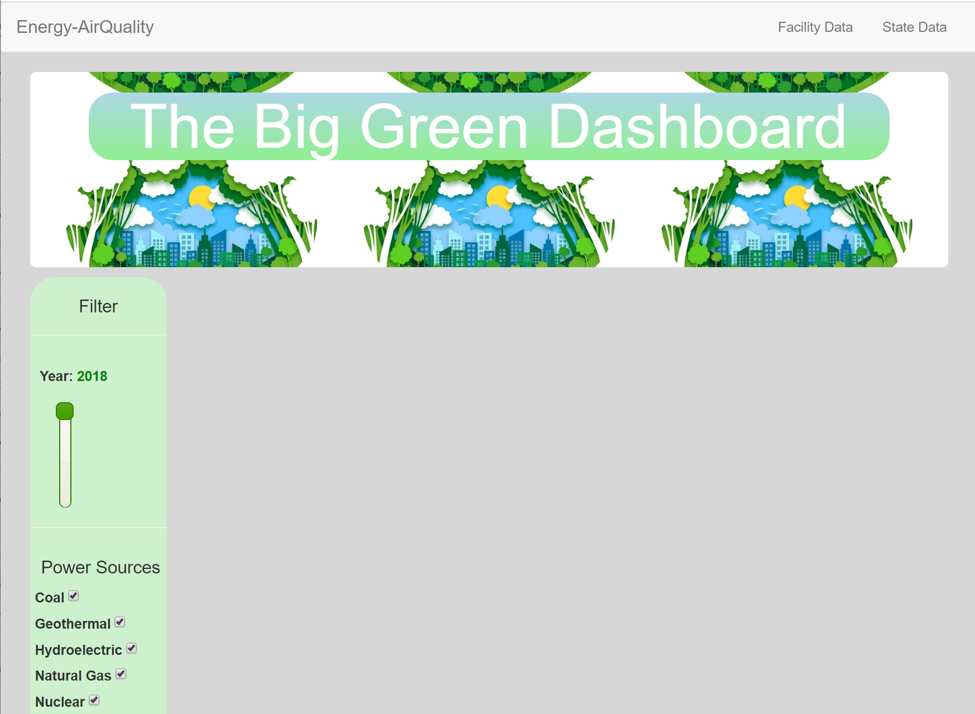 Energy-AirQuality Facility Data State Data
The Big Green Dashboard
Filter
Year: 2018
Power Sources
Coal
Geothermal
Hydroelectric
Natural Gas
Nuclear